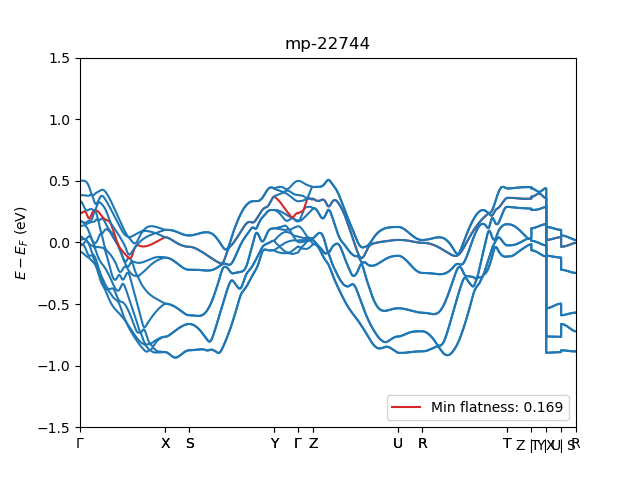 mp-22744
E − E_F (eV)
1.5
1.0
0.5
0.0
−0.5
−1.0
−1.5
Min flatness: 0.169
Γ X S Y Γ Z U R T Z | T Y | X U | S R